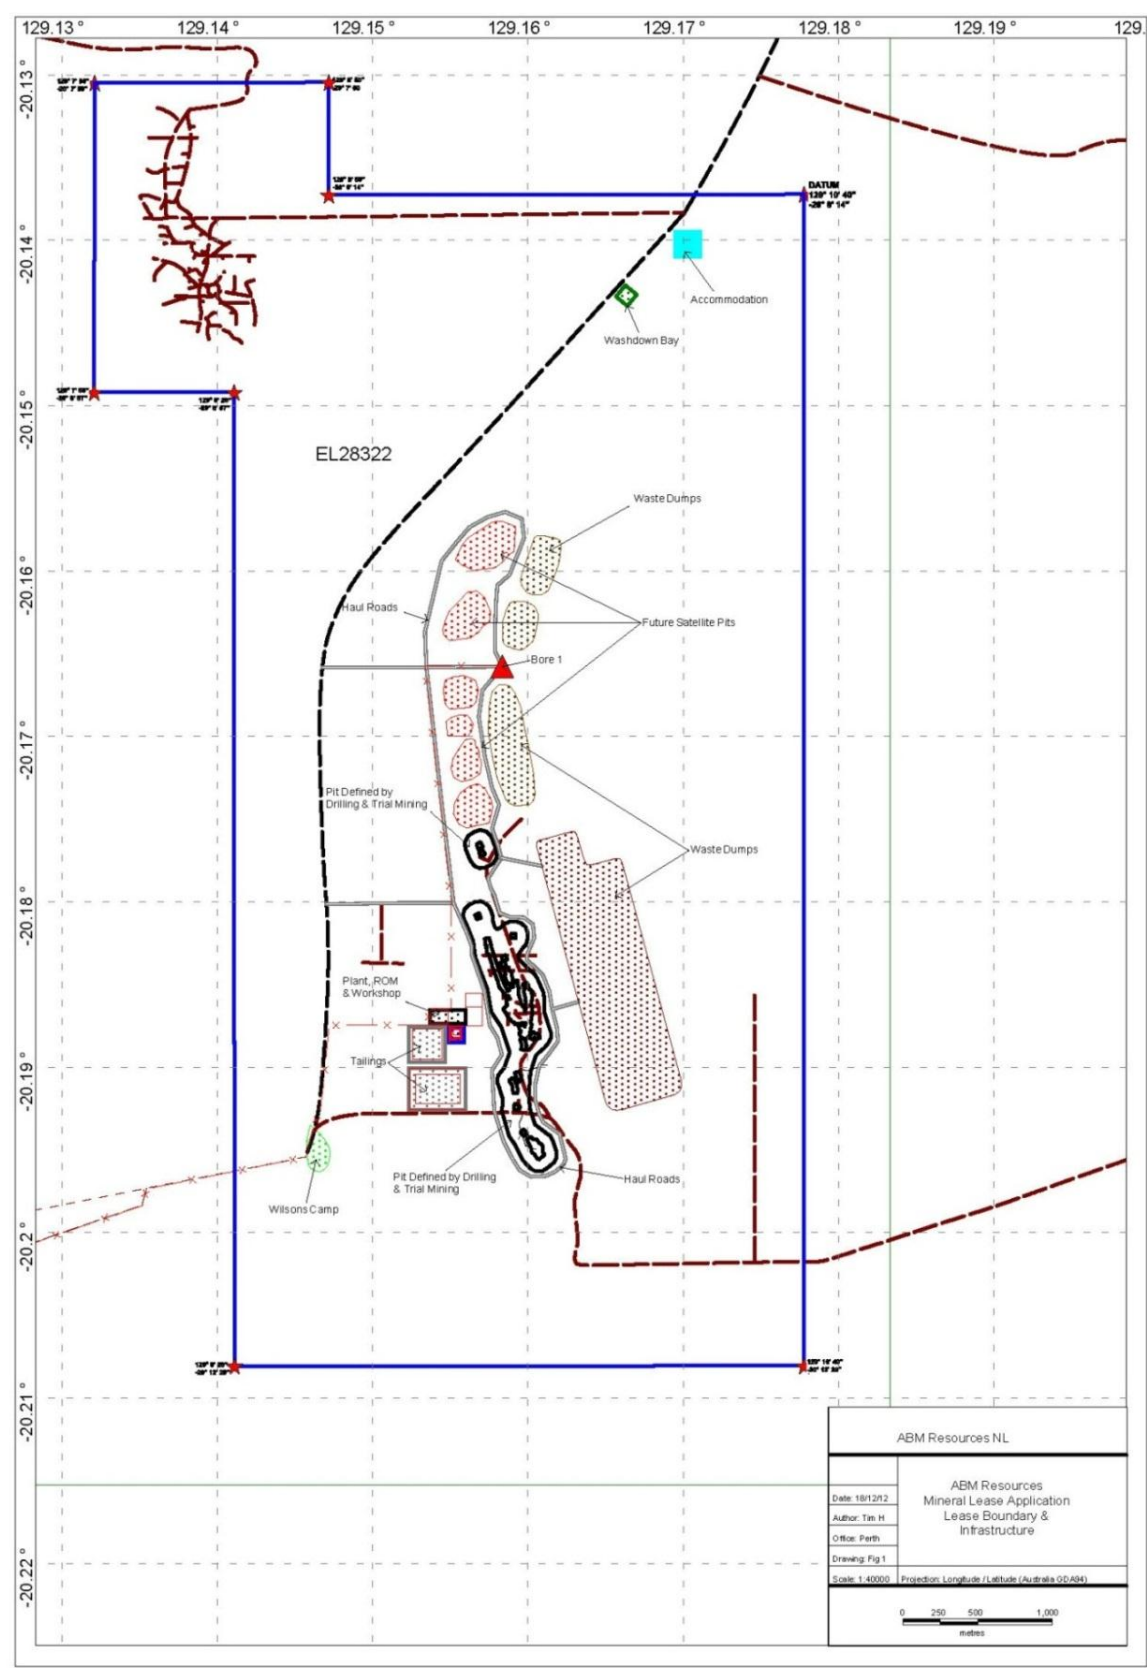 129.13 ° 129.14 ° 129.15 ° 129.16 ° 129.17 ° 129.18 ° 129.19 ° 129.
-20.13 °
DATUM
-20.14 °
Accommodation
Washdown Bay
-20.15 °
EL28322
Waste Dumps
-20.16 °
Haul Roads
Future Satellite Pits
Bore 1
-20.17 °
Pit Defined by
Drilling & Trial Mining
Waste Dumps
-20.18 °
Plant, ROM
& Workshop
Tailings
-20.19 °
Pit Defined by Drilling
& Trial Mining
Haul Roads
Wilsons Camp
-20.2 °
-20.21 °
ABM Resources NL
ABM Resources
Mineral Lease Application
Lease Boundary &
Infrastructure
Date: 18/12/12
Author: Tim H
Office: Perth
Drawing: Fig 1
Scale: 1:40000 Projection: Longitude / Latitude (Australia GDA94)
-20.22 °
0 250 500 1,000
metres